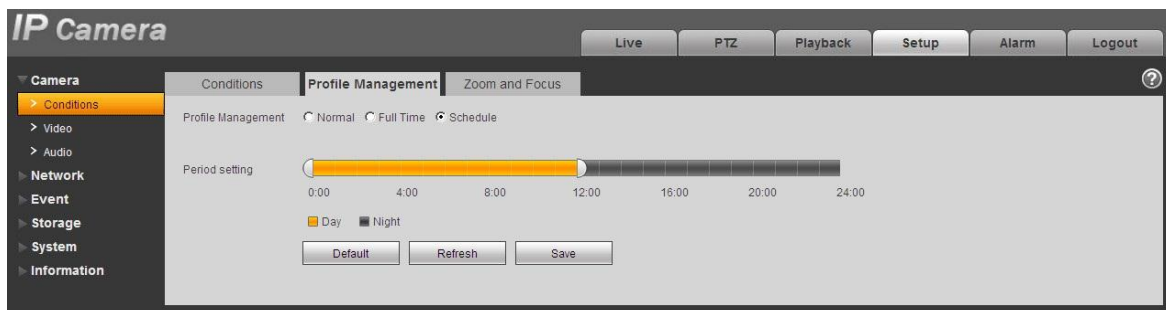 IP Camera
Live PTZ Playback Setup Alarm Logout
Camera
Conditions
Video
Audio
Network
Event
Storage
System
Information
Conditions Profile Management Zoom and Focus
?
Profile Management Normal Full Time Schedule
Period setting
0:00 4:00 8:00 12:00 16:00 20:00 24:00
Day Night
Default Refresh Save